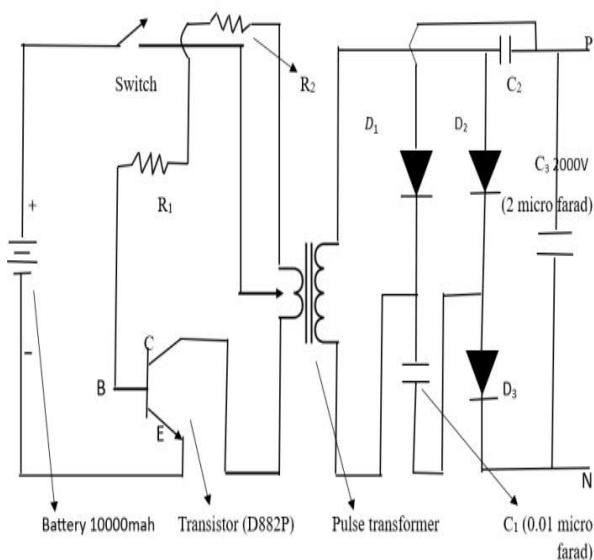 R₂
Switch
P
C₂
D₁
D₂
C₃ 2000V
(2 micro farad)
R₁
+
-
C
B
E
D₃
N
Battery 10000mah
Transistor (D882P)
Pulse transformer
C₁ (0.01 micro
farad)